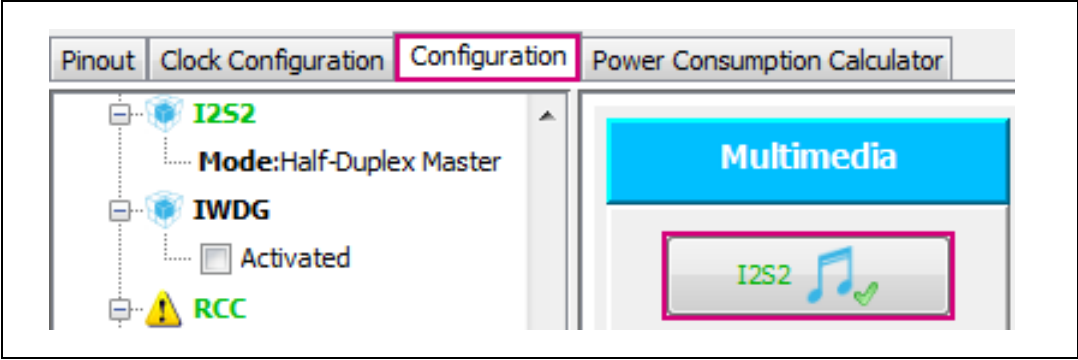 Pinout Clock Configuration Configuration Power Consumption Calculator
I2S2
Mode:Half-Duplex Master
IWDG
Activated
RCC
Multimedia
I2S2